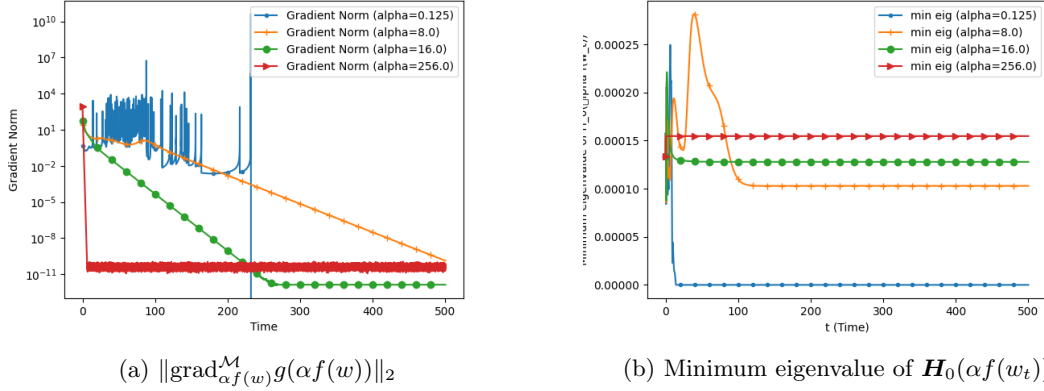 10^10
10^7
10^4
10^1
10^-2
10^-5
10^-8
10^-11
Gradient Norm
Gradient Norm (alpha=0.125)
Gradient Norm (alpha=8.0)
Gradient Norm (alpha=16.0)
Gradient Norm (alpha=256.0)
0 100 200 300 400 500
Time
(a) ‖grad^ℳ_{αf(w)} g(αf(w))‖₂
0.00025
0.00020
0.00015
0.00010
0.00005
0.00000
min eig (alpha=0.125)
min eig (alpha=8.0)
min eig (alpha=16.0)
min eig (alpha=256.0)
0 100 200 300 400 500
t (Time)
(b) Minimum eigenvalue of H₀(αf(w_t))